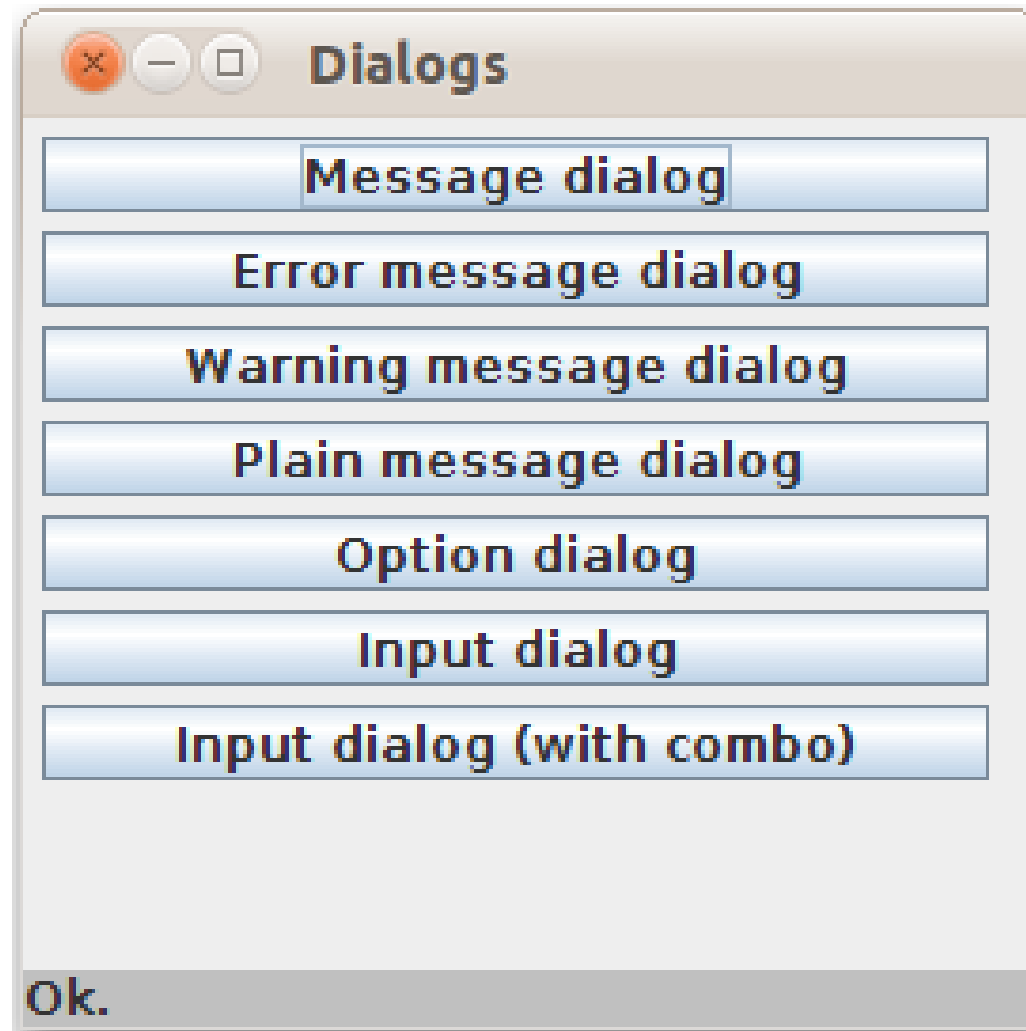 Dialogs
Message dialog
Error message dialog
Warning message dialog
Plain message dialog
Option dialog
Input dialog
Input dialog (with combo)
Ok.